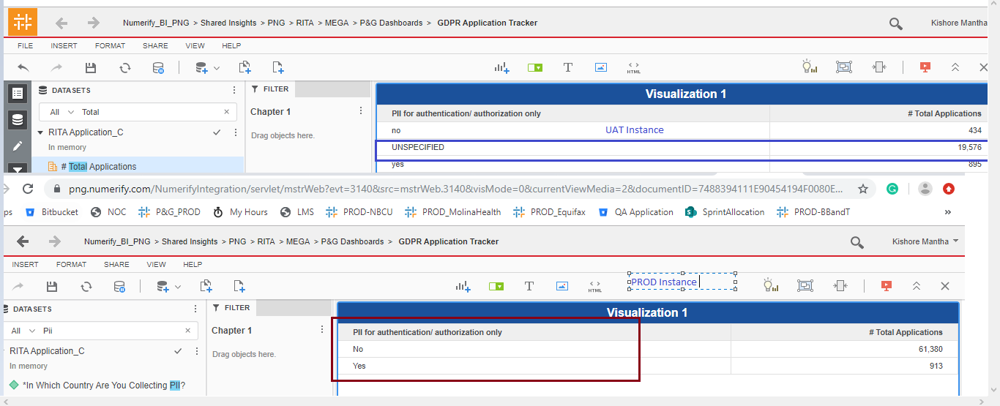 Numerify_BI_PNG > Shared Insights > PNG > RITA > MEGA > P&G Dashboards > GDPR Application Tracker
Kishore Mantha
FILE INSERT FORMAT SHARE VIEW HELP
HTML
DATASETS
FILTER
Visualization 1
All Total
Chapter 1
PII for authentication/ authorization only # Total Applications
RITA Application_C
Drag objects here.
no UAT Instance 434
In memory
UNSPECIFIED 19,576
# Total Applications
yes 895
png.numerify.com/NumerifyIntegration/servlet/mstrWeb?evt=3140&src=mstrWeb.3140&visMode=0&currentViewMedia=2&documentID=7488394111E90454194F0080E...
ps Bitbucket NOC P&G_PROD My Hours LMS PROD-NBCU PROD_MolinaHealth PROD_Equifax QA Application SprintAllocation PROD-BBandT »
Numerify_BI_PNG > Shared Insights > PNG > RITA > MEGA > P&G Dashboards > GDPR Application Tracker
Kishore Mantha
INSERT FORMAT SHARE VIEW HELP
HTML
PROD Instance
DATASETS
FILTER
Visualization 1
All Pii
Chapter 1
PII for authentication/ authorization only # Total Applications
RITA Application_C
Drag objects here.
No 61,380
In memory
Yes 913
*In Which Country Are You Collecting PII?